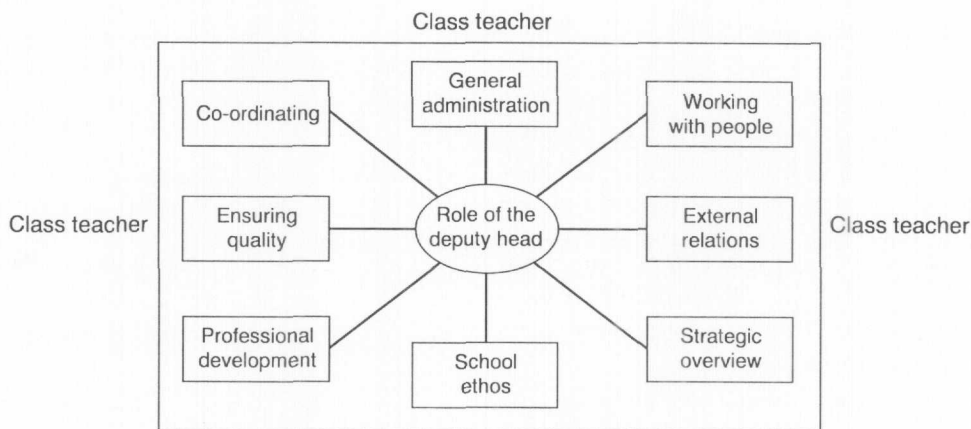 Class teacher
General
administration
Co-ordinating
Working
with people
Class teacher
Ensuring
quality
Role of the
deputy head
External
relations
Class teacher
Professional
development
School
ethos
Strategic
overview